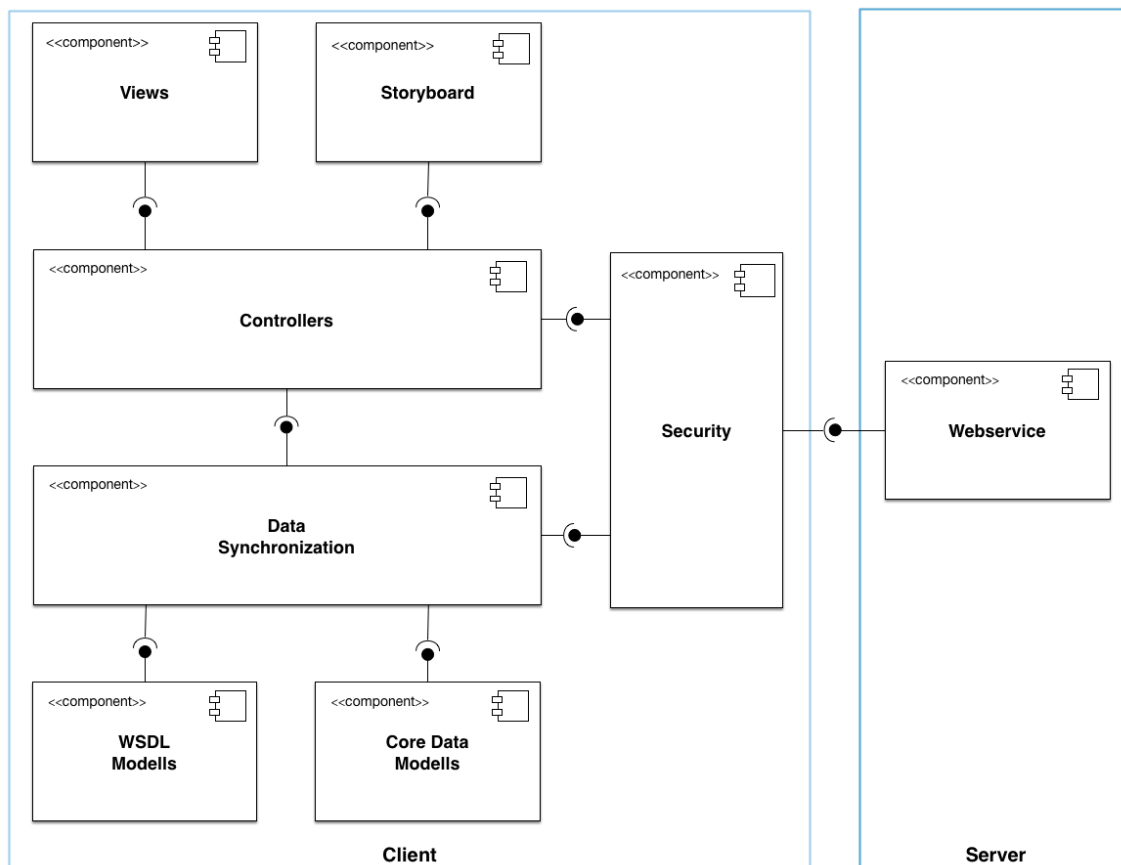 <<component>>
Views
<<component>>
Storyboard
<<component>>
Controllers
<<component>>
Security
<<component>>
Webservice
<<component>>
Data
Synchronization
<<component>>
WSDL
Modells
<<component>>
Core Data
Modells
Client
Server